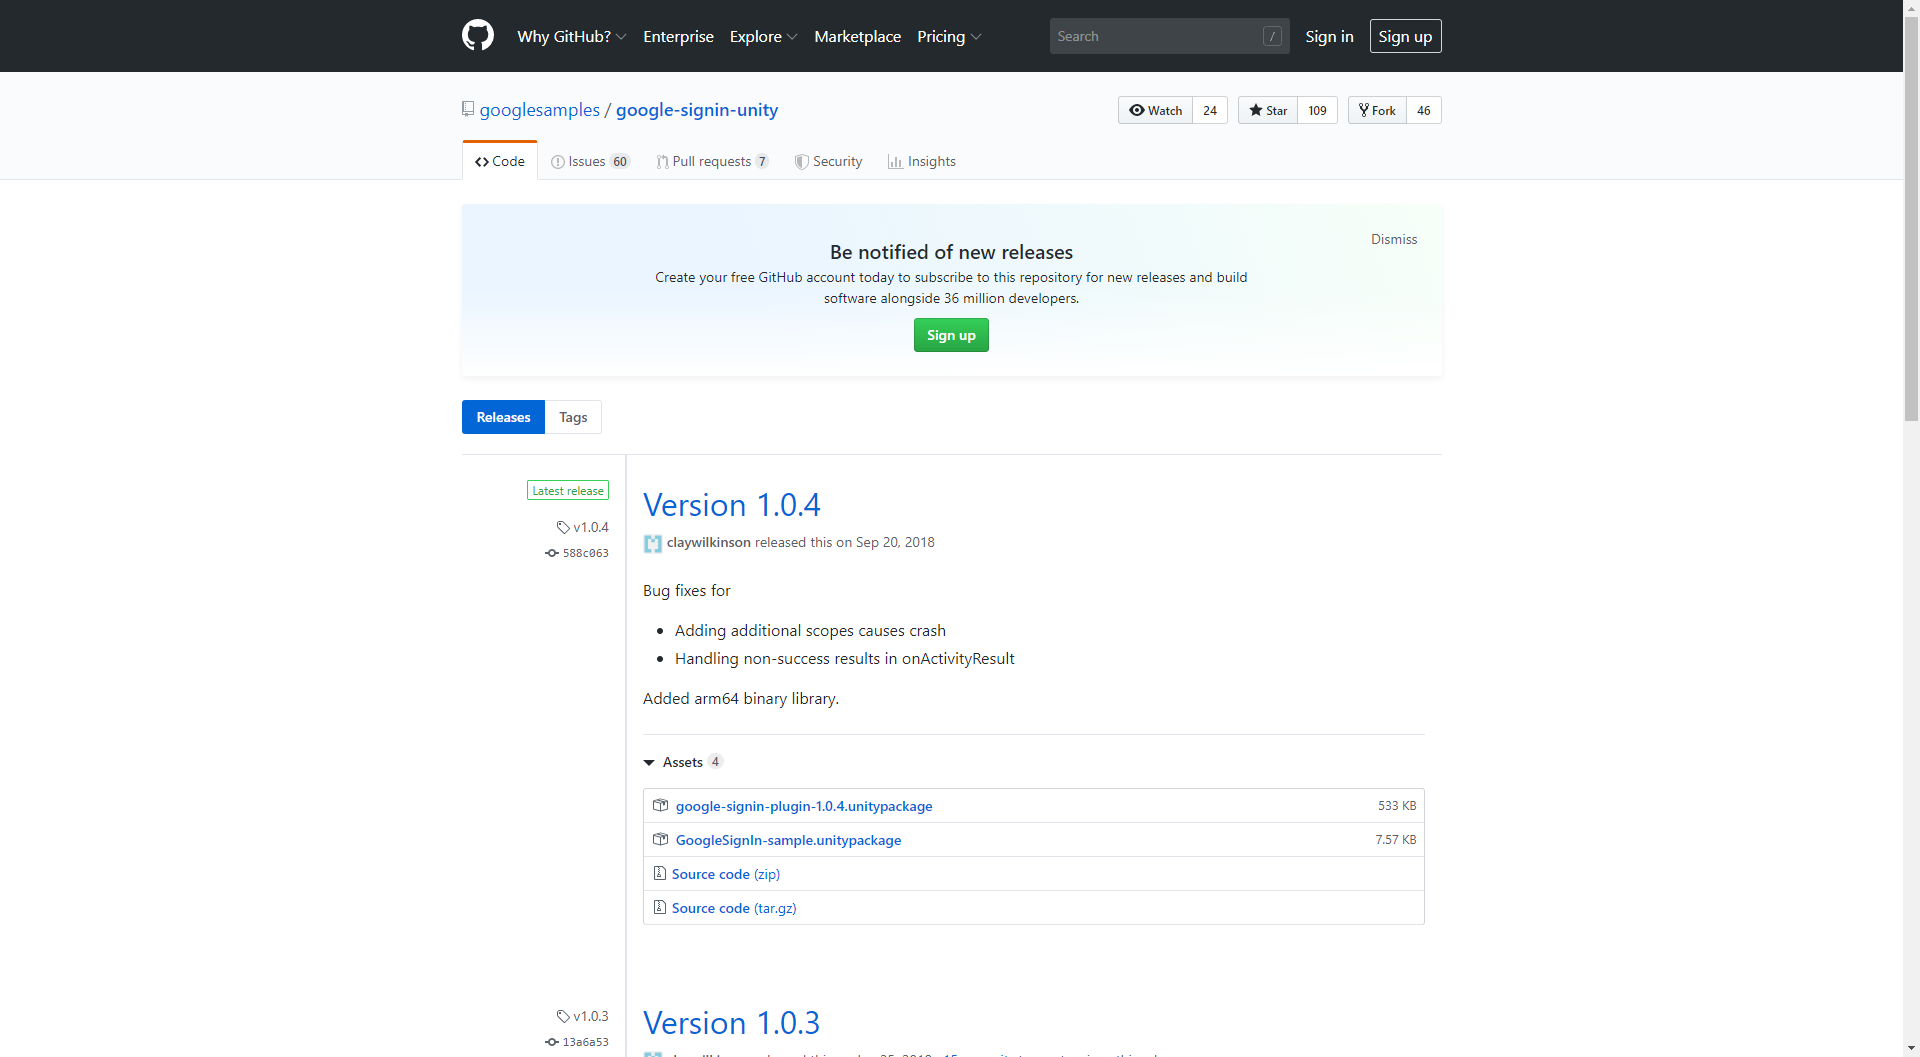 Why GitHub? Enterprise Explore Marketplace Pricing Search / Sign in Sign up
googlesamples / google-signin-unity Watch 24 Star 109 Fork 46
Code Issues 60 Pull requests 7 Security Insights
Dismiss
Be notified of new releases
Create your free GitHub account today to subscribe to this repository for new releases and build
software alongside 36 million developers.
Sign up
Releases Tags
Latest release
v1.0.4
588c063
Version 1.0.4
claywilkinson released this on Sep 20, 2018
Bug fixes for
• Adding additional scopes causes crash
• Handling non-success results in onActivityResult
Added arm64 binary library.
Assets 4
google-signin-plugin-1.0.4.unitypackage 533 KB
GoogleSignIn-sample.unitypackage 7.57 KB
Source code (zip)
Source code (tar.gz)
v1.0.3
13a6a53
Version 1.0.3